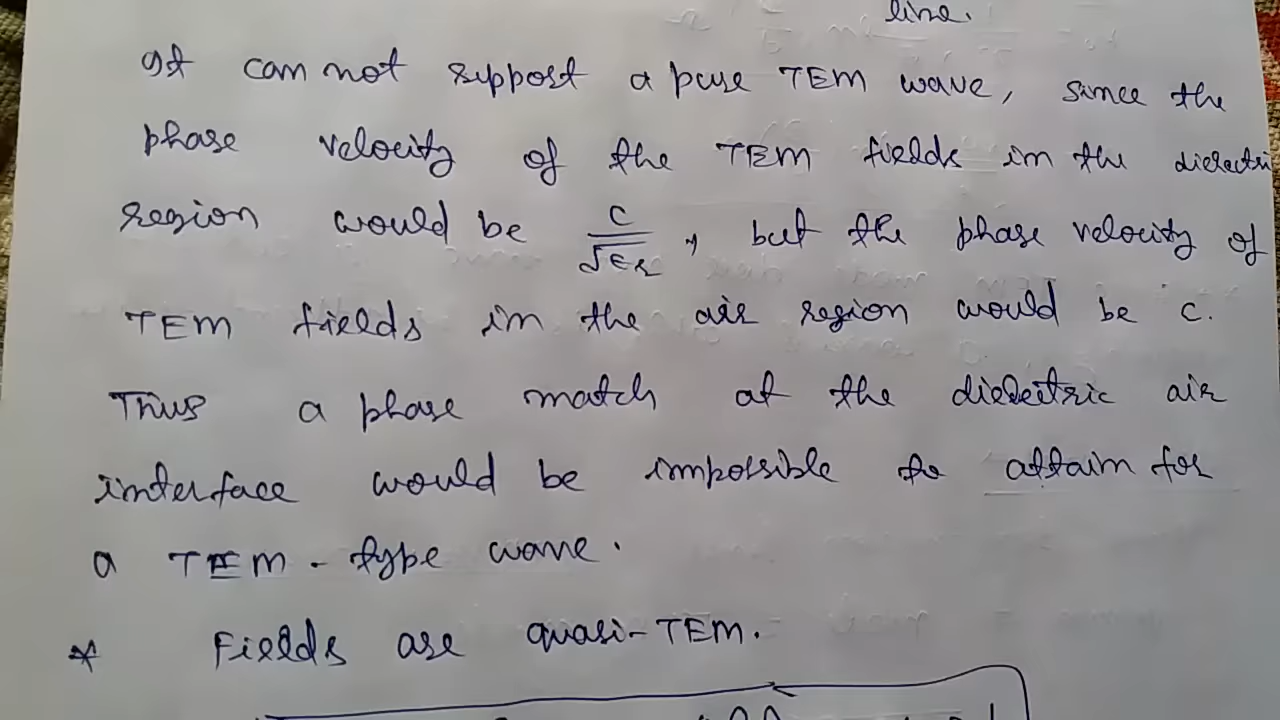 line.
It can not support a pure TEM wave, since the
phase velocity of the TEM fields in the dielectri
region would be c/√εr, but the phase velocity of
TEM fields in the air region would be c.
Thus a phase match at the dielectric air
interface would be impossible to attain for
a TEM-type wave.
* Fields are quasi-TEM.